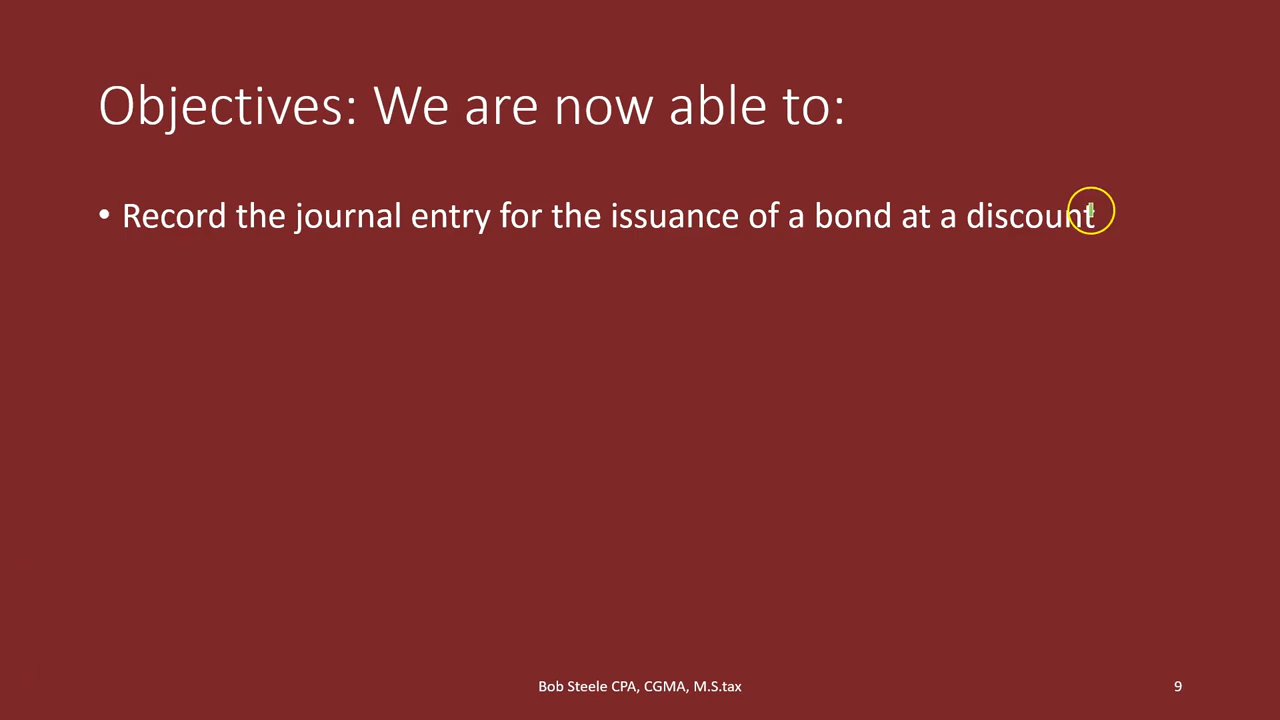 Objectives: We are now able to:
• Record the journal entry for the issuance of a bond at a discount
Bob Steele CPA, CGMA, M.S.tax
9